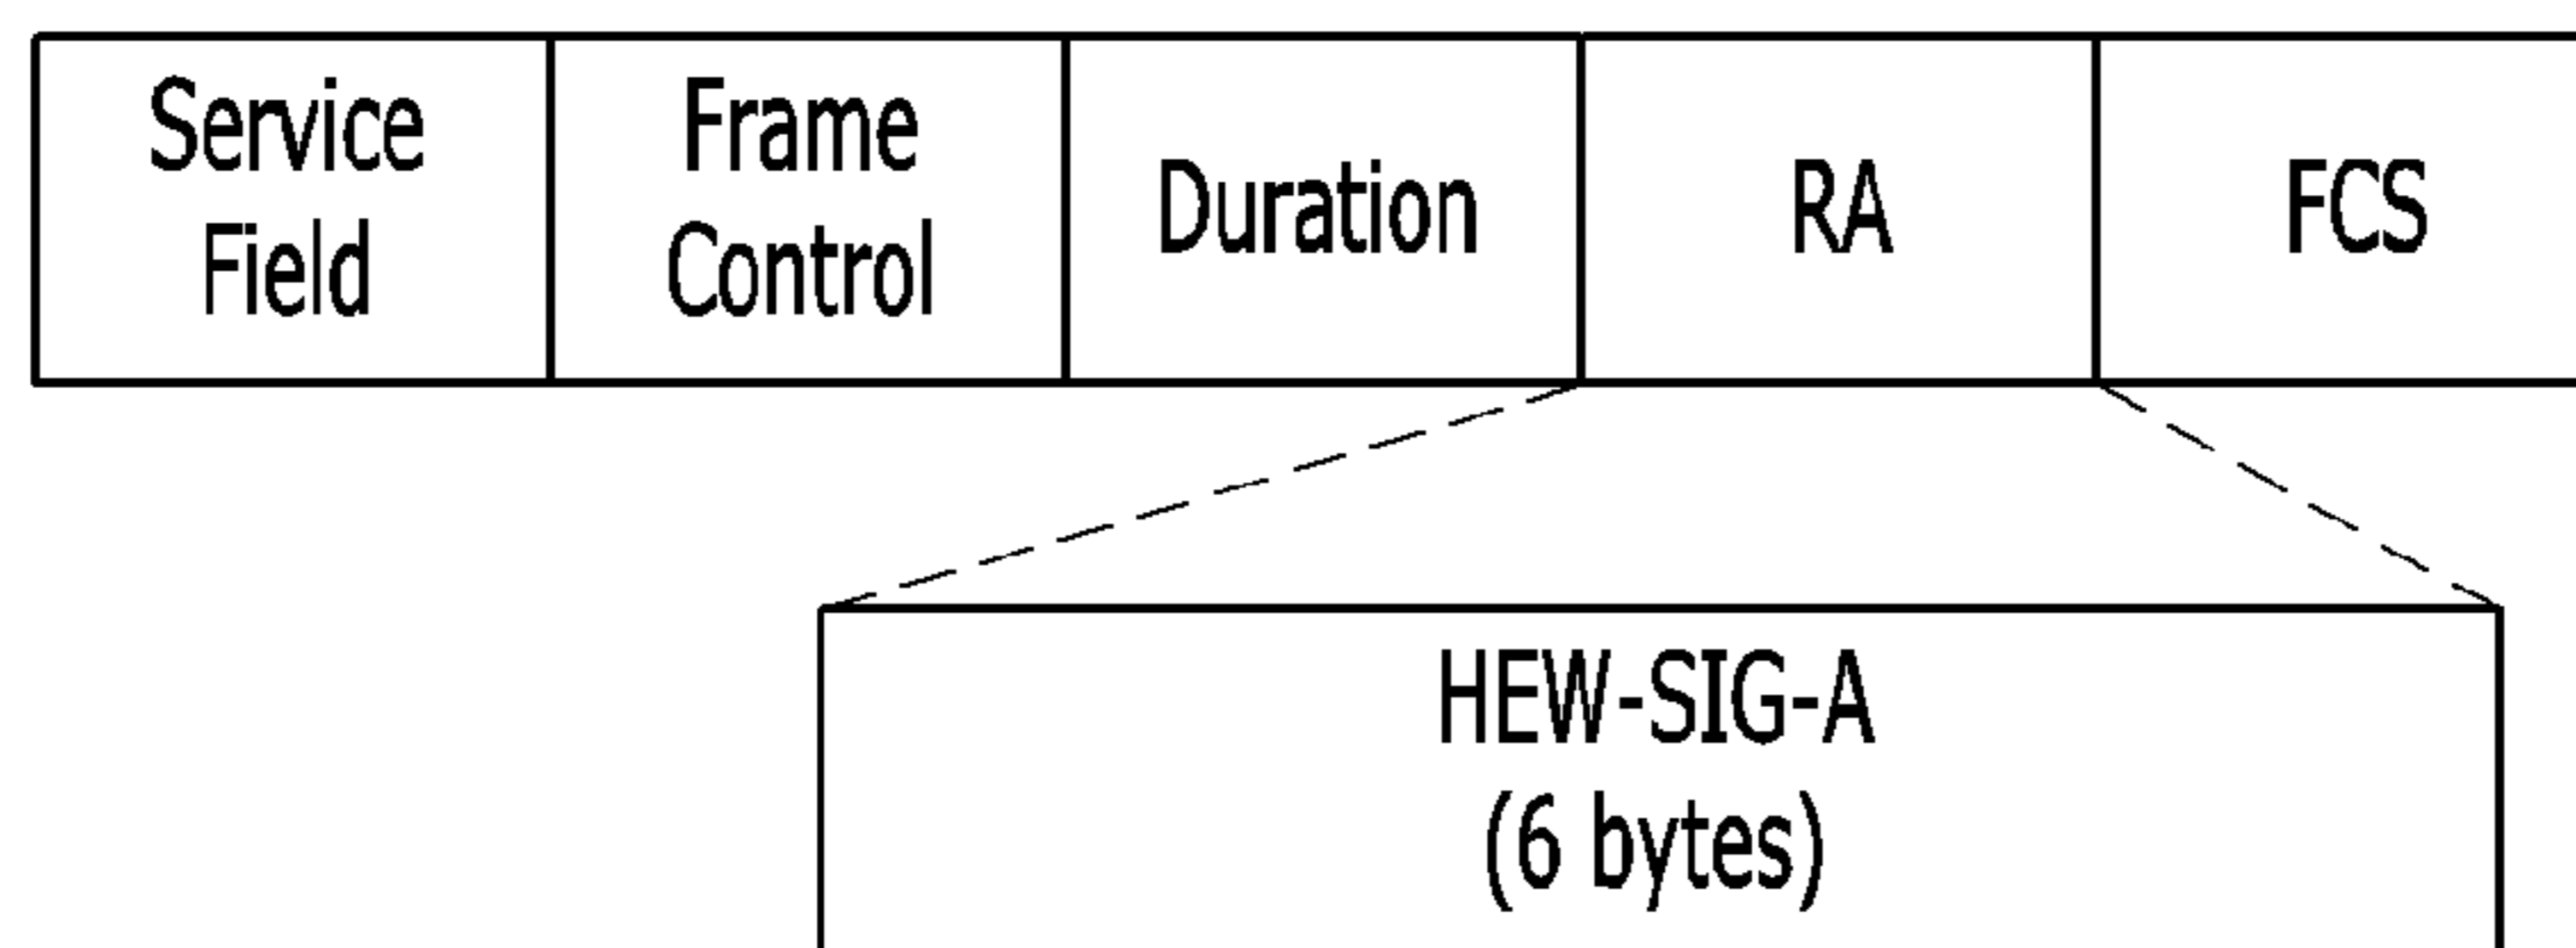 Service
Field
Frame
Control
Duration
RA
FCS
HEW-SIG-A
(6 bytes)